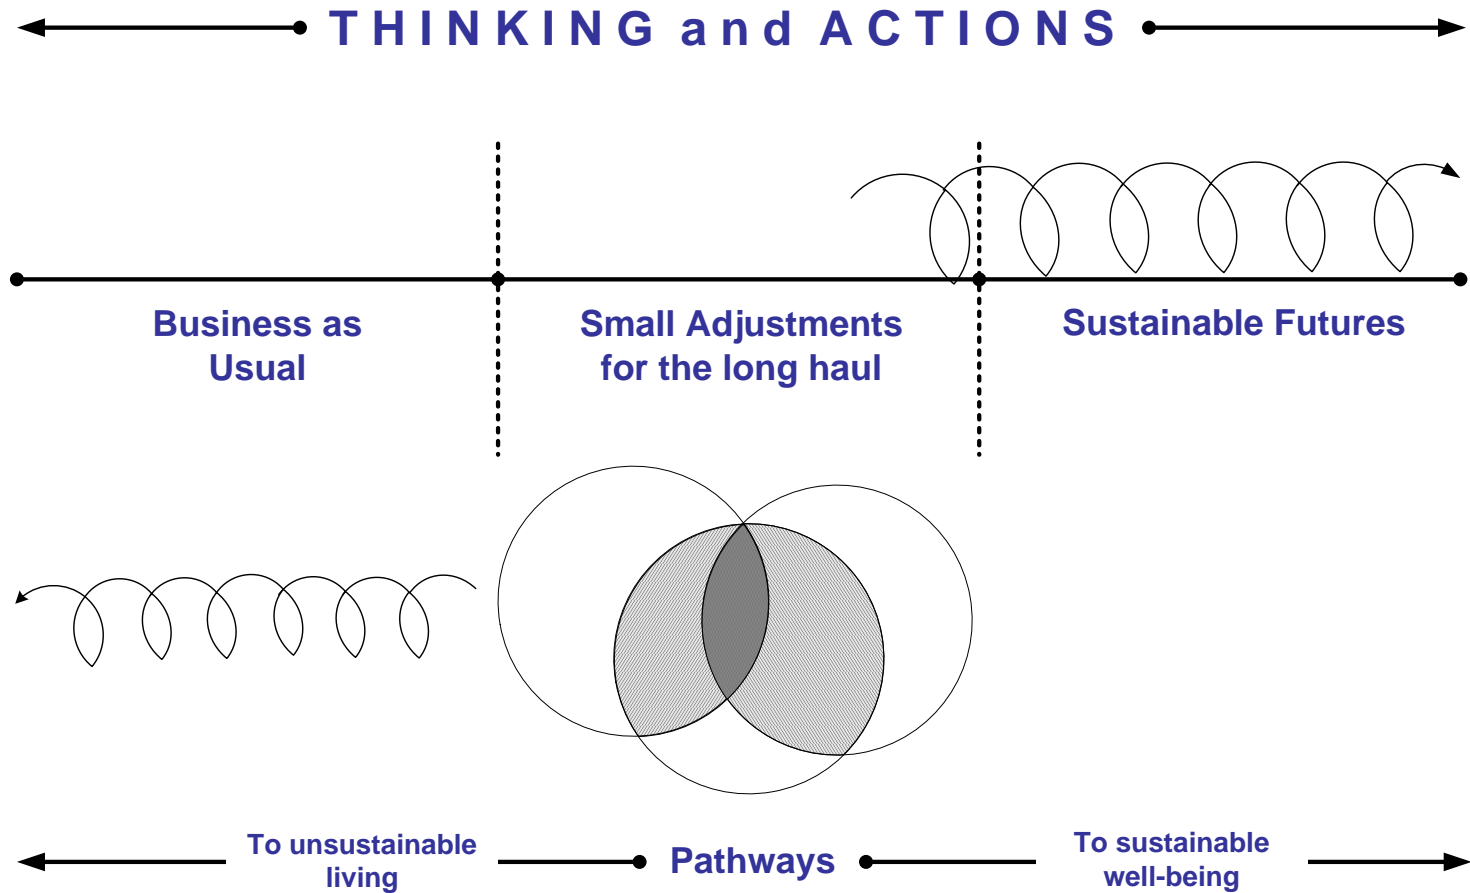 THINKING and ACTIONS
Business as
Usual
Small Adjustments
for the long haul
Sustainable Futures
To unsustainable
living
Pathways
To sustainable
well-being